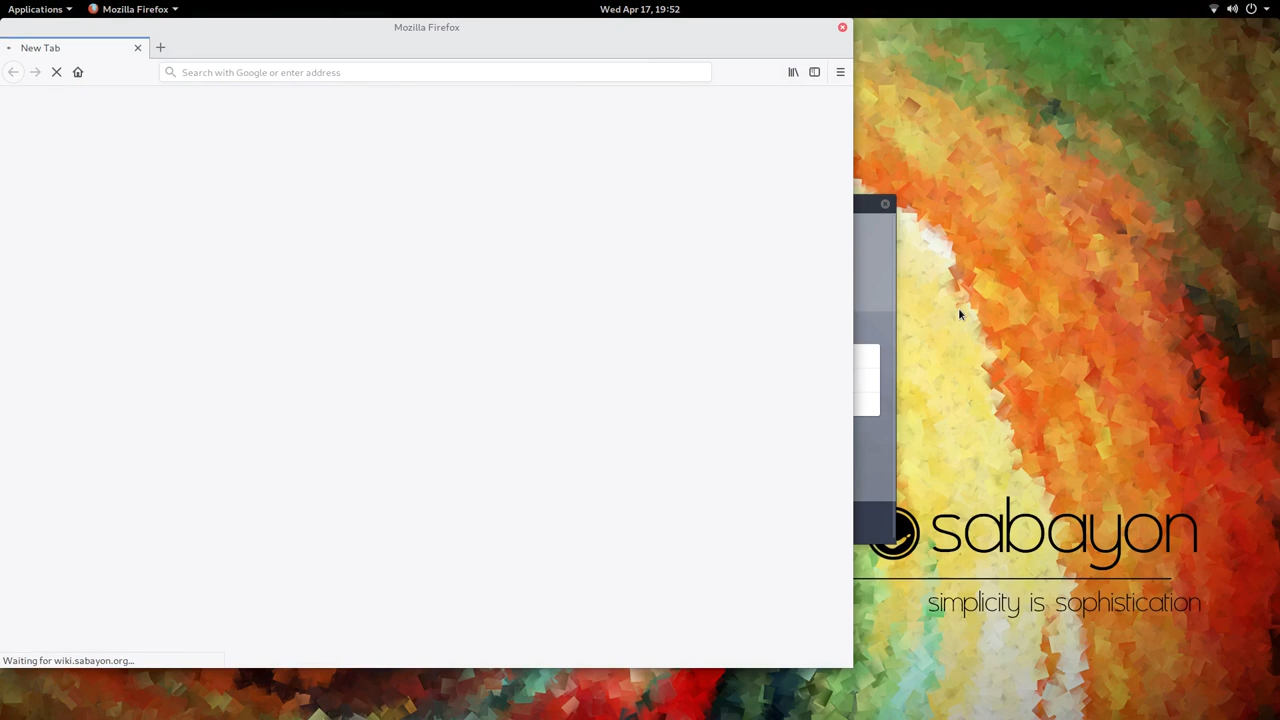 Applications Mozilla Firefox Wed Apr 17, 19:52
Mozilla Firefox
New Tab
Search with Google or enter address
sabayon
simplicity is sophistication
Waiting for wiki.sabayon.org...